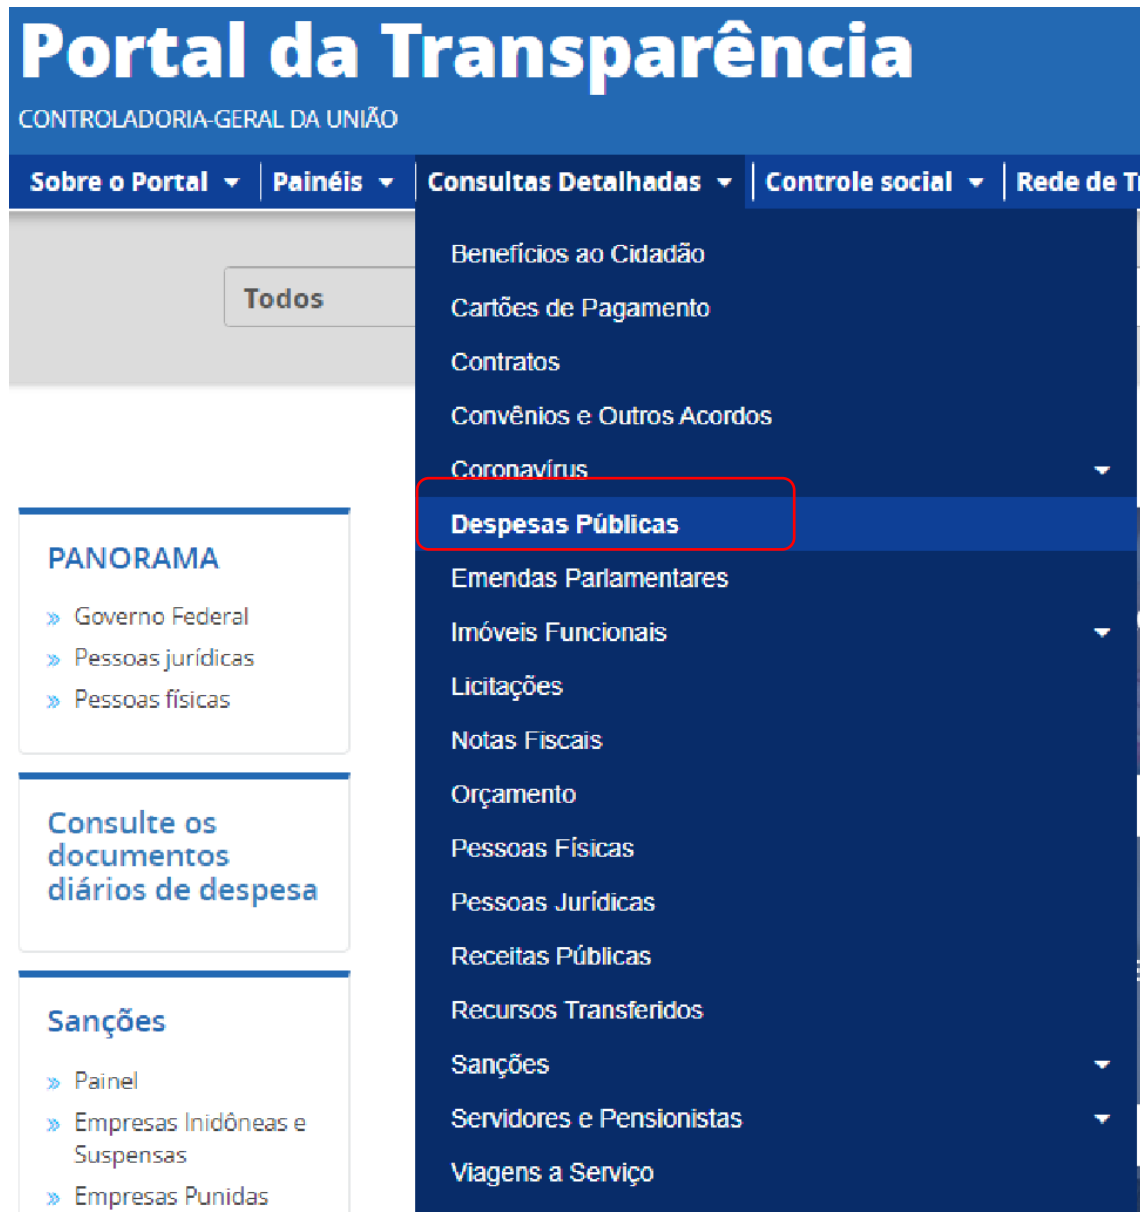 Portal da Transparência
CONTROLADORIA-GERAL DA UNIÃO
Sobre o Portal
Painéis
Consultas Detalhadas
Controle social
Rede de
Todos
Benefícios ao Cidadão
Cartões de Pagamento
Contratos
Convênios e Outros Acordos
Coronavírus
Despesas Públicas
Emendas Parlamentares
Imóveis Funcionais
Licitações
Notas Fiscais
Orçamento
Pessoas Físicas
Pessoas Jurídicas
Receitas Públicas
Recursos Transferidos
Sanções
Servidores e Pensionistas
Viagens a Serviço
PANORAMA
» Governo Federal
» Pessoas jurídicas
» Pessoas físicas
Consulte os
documentos
diários de despesa
Sanções
» Painel
» Empresas Inidôneas e
Suspensas
» Empresas Punidas